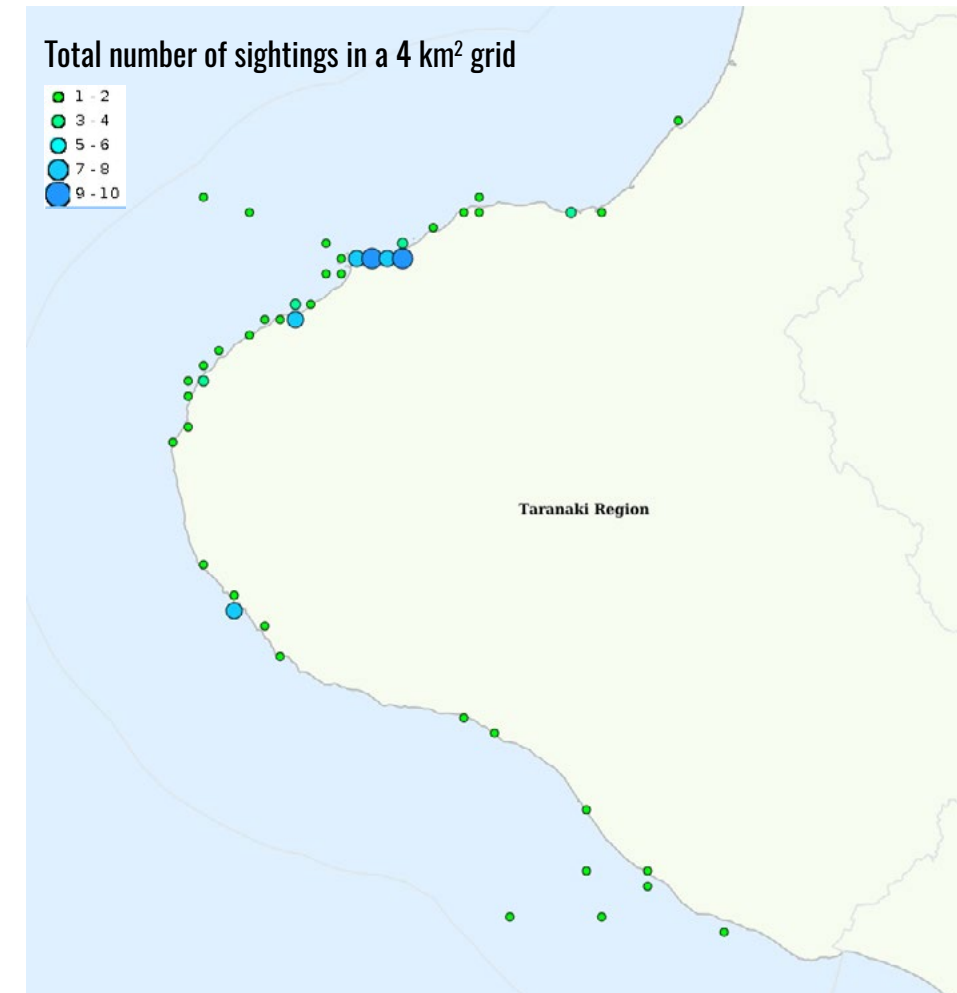 Total number of sightings in a 4 km² grid
1 - 2
3 - 4
5 - 6
7 - 8
9 - 10
Taranaki Region